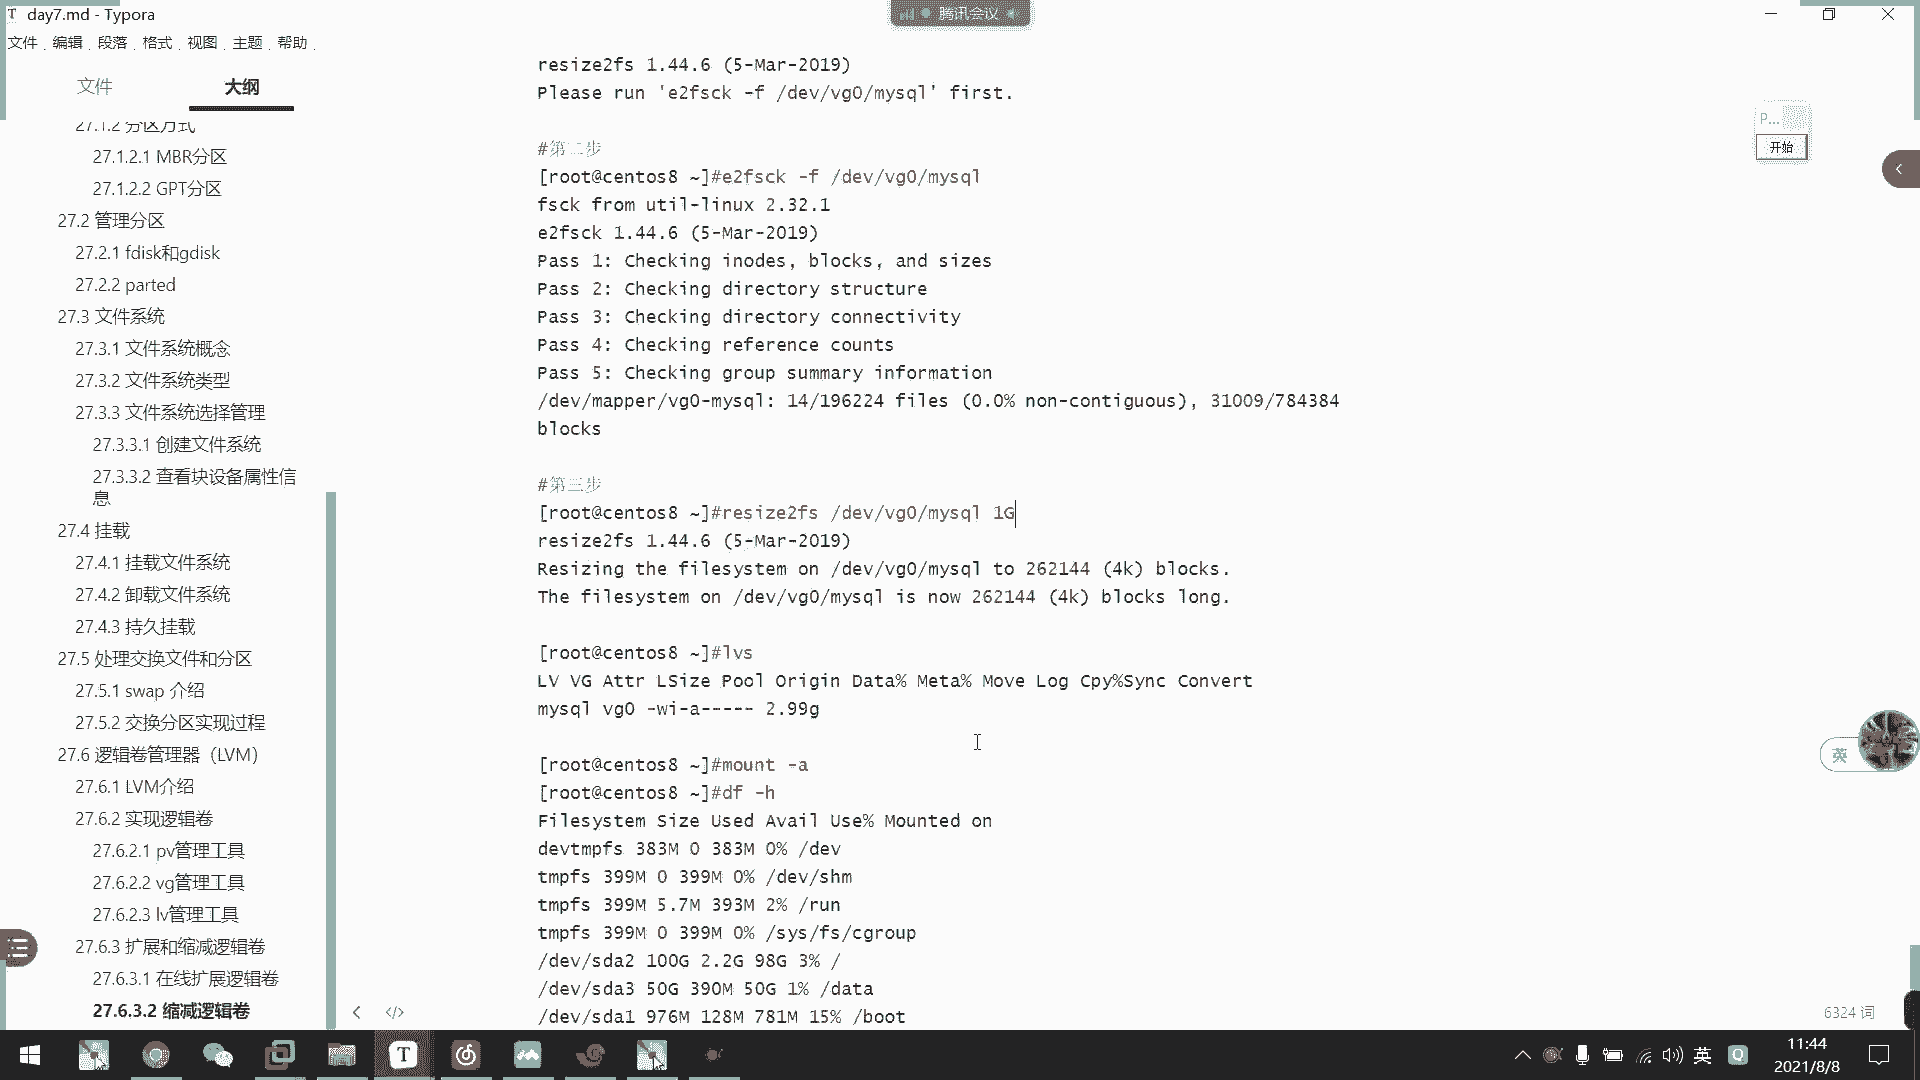 day7.md - Typora
腾讯会议
文件 编辑 段落 格式 视图 主题 帮助
文件 大纲
27.1.2 分区方式
27.1.2.1 MBR分区
27.1.2.2 GPT分区
27.2 管理分区
27.2.1 fdisk和gdisk
27.2.2 parted
27.3 文件系统
27.3.1 文件系统概念
27.3.2 文件系统类型
27.3.3 文件系统选择管理
27.3.3.1 创建文件系统
27.3.3.2 查看块设备属性信
息
27.4 挂载
27.4.1 挂载文件系统
27.4.2 卸载文件系统
27.4.3 持久挂载
27.5 处理交换文件和分区
27.5.1 swap 介绍
27.5.2 交换分区实现过程
27.6 逻辑卷管理器（LVM）
27.6.1 LVM介绍
27.6.2 实现逻辑卷
27.6.2.1 pv管理工具
27.6.2.2 vg管理工具
27.6.2.3 lv管理工具
27.6.3 扩展和缩减逻辑卷
27.6.3.1 在线扩展逻辑卷
27.6.3.2 缩减逻辑卷
resize2fs 1.44.6 (5-Mar-2019)
Please run 'e2fsck -f /dev/vg0/mysql' first.
#第二步
[root@centos8 ~]#e2fsck -f /dev/vg0/mysql
fsck from util-linux 2.32.1
e2fsck 1.44.6 (5-Mar-2019)
Pass 1: Checking inodes, blocks, and sizes
Pass 2: Checking directory structure
Pass 3: Checking directory connectivity
Pass 4: Checking reference counts
Pass 5: Checking group summary information
/dev/mapper/vg0-mysql: 14/196224 files (0.0% non-contiguous), 31009/784384
blocks
#第三步
[root@centos8 ~]#resize2fs /dev/vg0/mysql 1G
resize2fs 1.44.6 (5-Mar-2019)
Resizing the filesystem on /dev/vg0/mysql to 262144 (4k) blocks.
The filesystem on /dev/vg0/mysql is now 262144 (4k) blocks long.
[root@centos8 ~]#lvs
LV VG Attr LSize Pool Origin Data% Meta% Move Log Cpy%Sync Convert
mysql vg0 -wi-a----- 2.99g
[root@centos8 ~]#mount -a
[root@centos8 ~]#df -h
Filesystem Size Used Avail Use% Mounted on
devtmpfs 383M 0 383M 0% /dev
tmpfs 399M 0 399M 0% /dev/shm
tmpfs 399M 5.7M 393M 2% /run
tmpfs 399M 0 399M 0% /sys/fs/cgroup
/dev/sda2 100G 2.2G 98G 3% /
/dev/sda3 50G 390M 50G 1% /data
/dev/sda1 976M 128M 781M 15% /boot
P...
开始
英
6324 词
英
11:44
2021/8/8